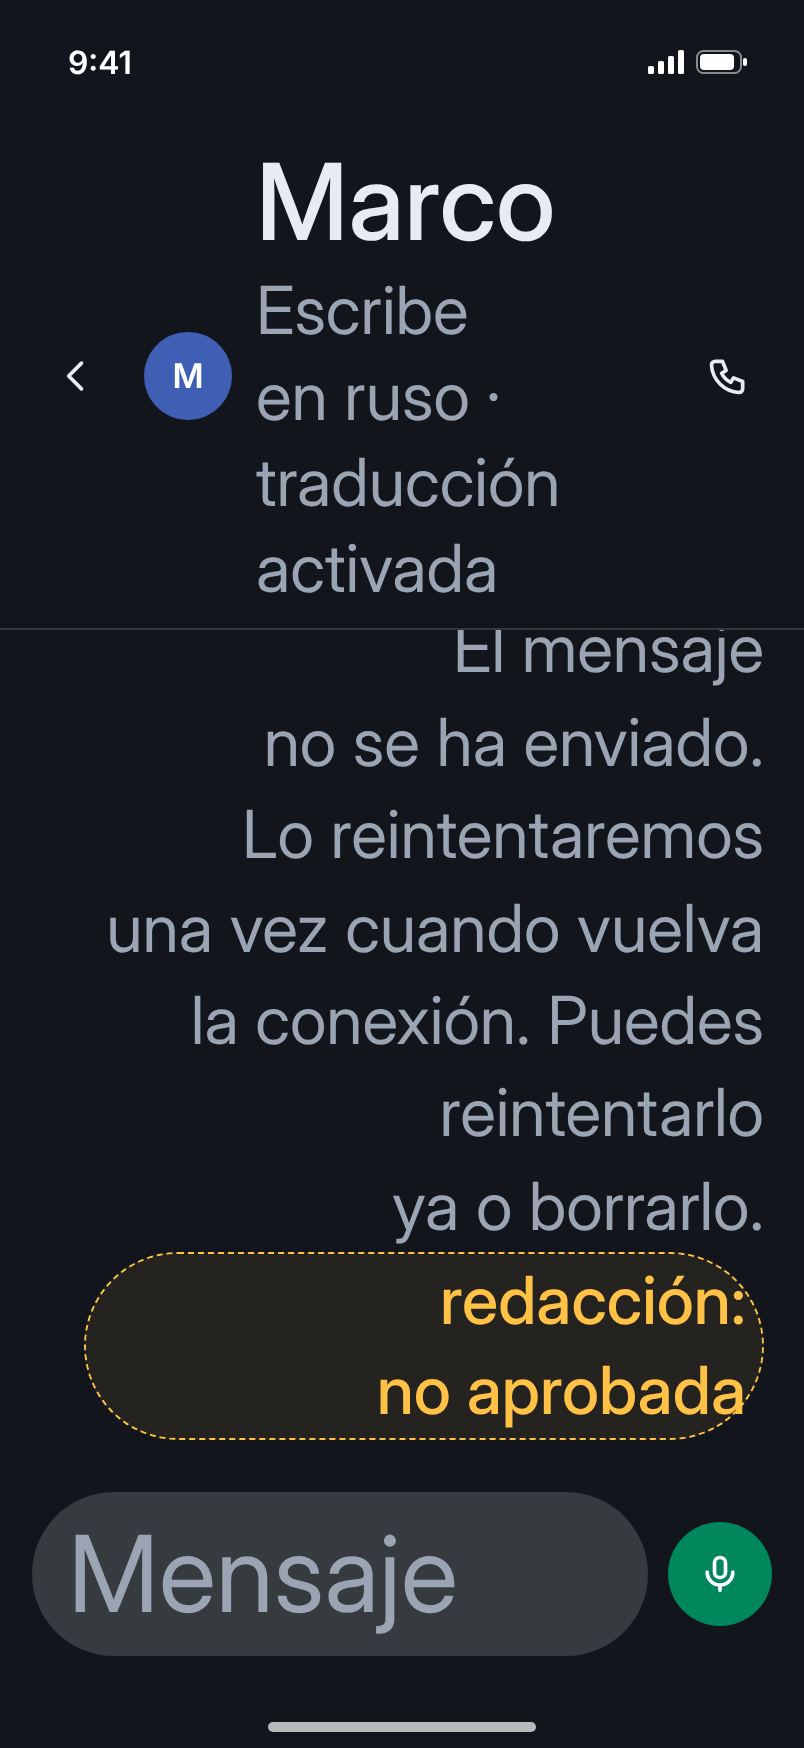 9:41
Marco
Escribe
en ruso ·
traducción
activada
M
El mensaje
no se ha enviado.
Lo reintentaremos
una vez cuando vuelva
la conexión. Puedes
reintentarlo
ya o borrarlo.
redacción:
no aprobada
Mensaje